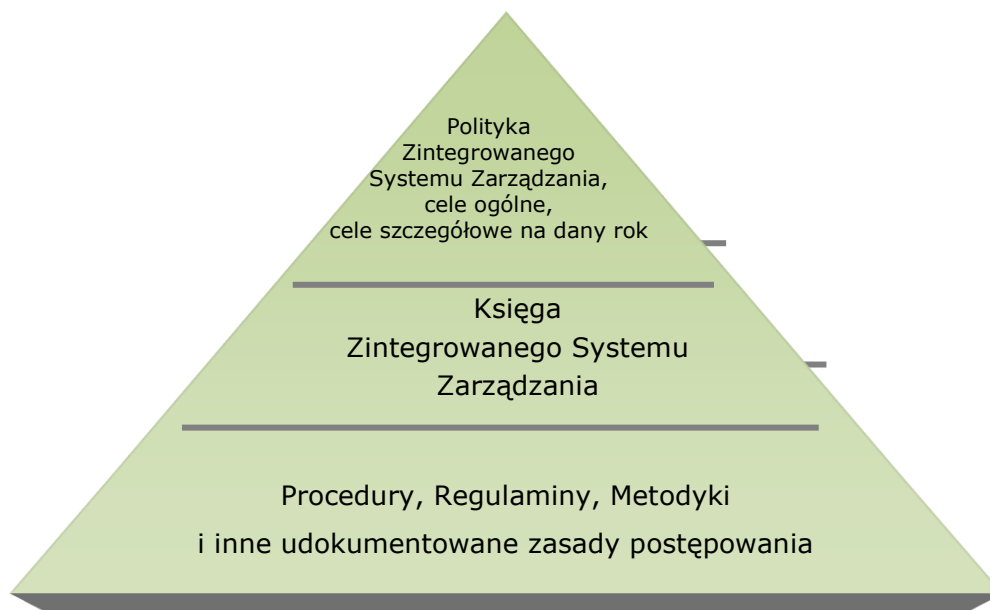 Polityka
Zintegrowanego
Systemu Zarządzania,
cele ogólne,
cele szczegółowe na dany rok
Księga
Zintegrowanego Systemu
Zarządzania
Procedury, Regulaminy, Metodyki
i inne udokumentowane zasady postępowania